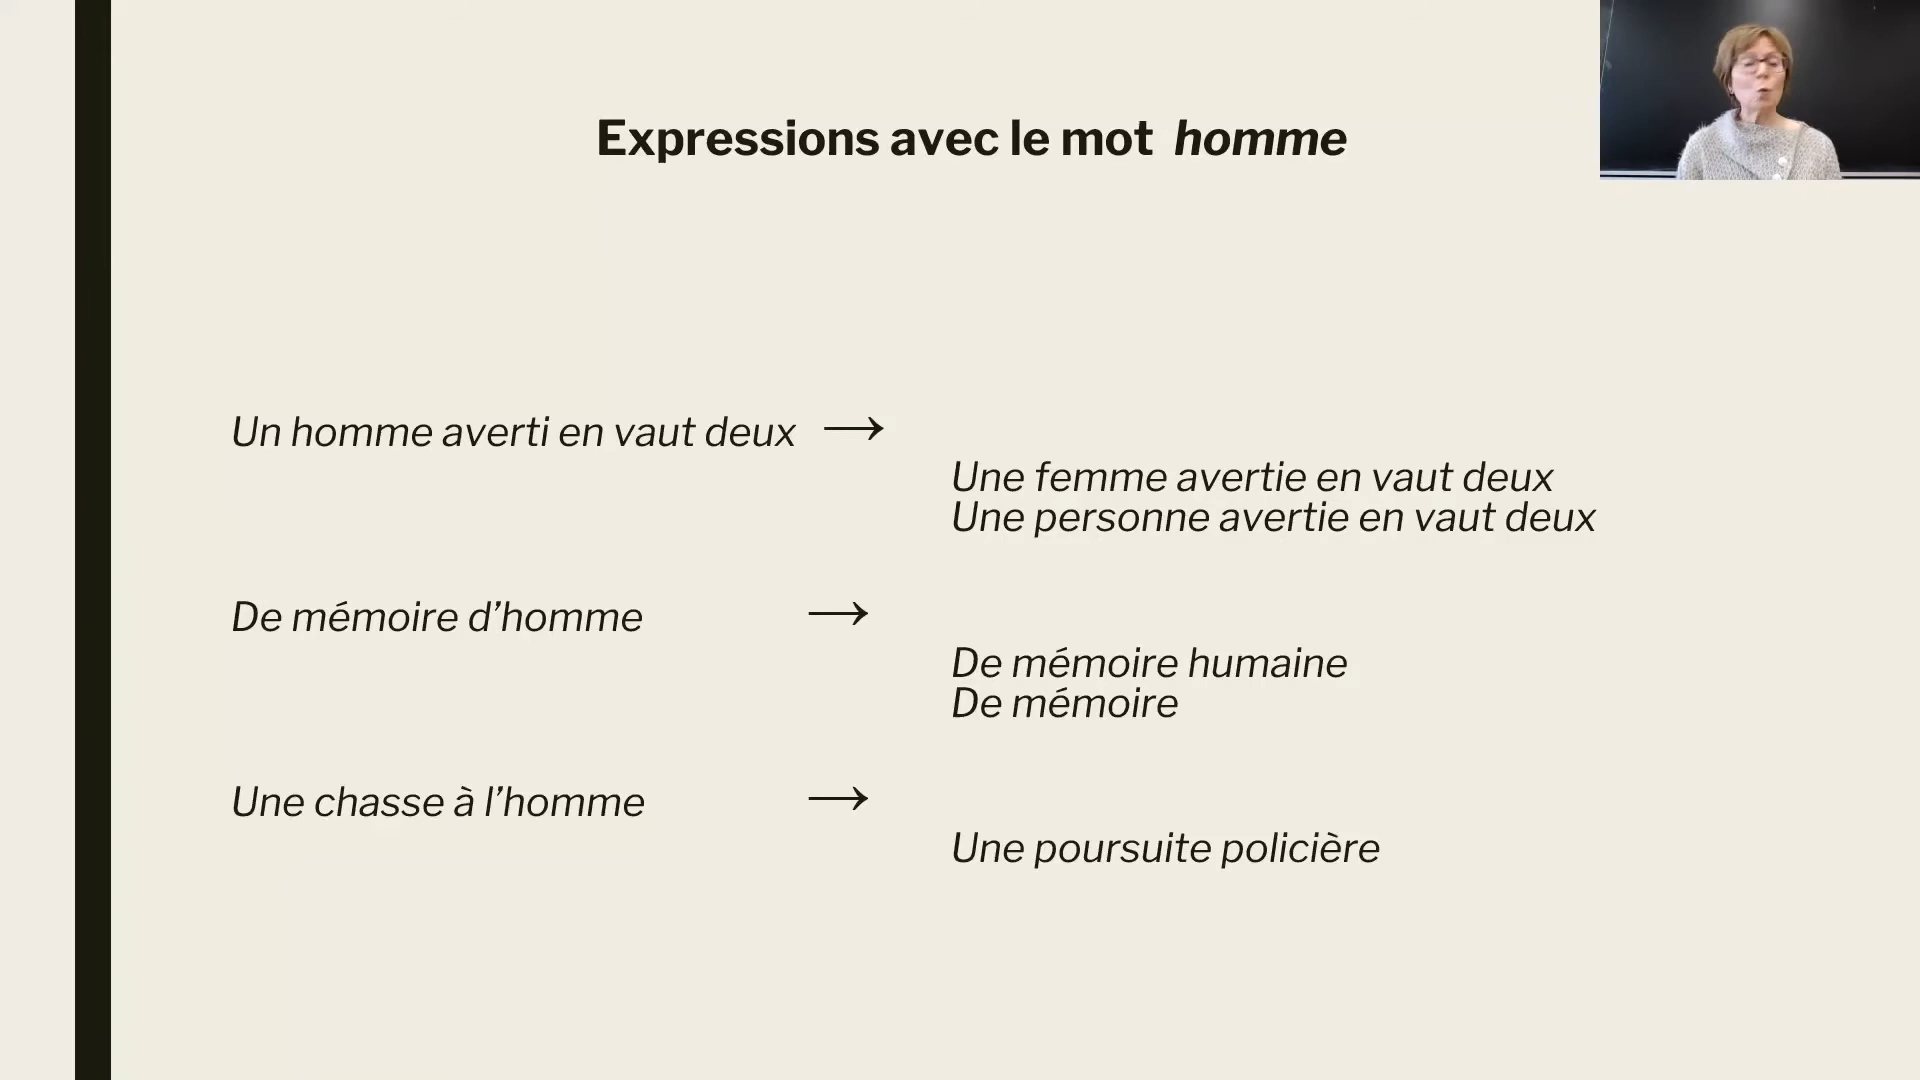 Expressions avec le mot homme
Un homme averti en vaut deux →
Une femme avertie en vaut deux
Une personne avertie en vaut deux
De mémoire d’homme →
De mémoire humaine
De mémoire
Une chasse à l’homme →
Une poursuite policière